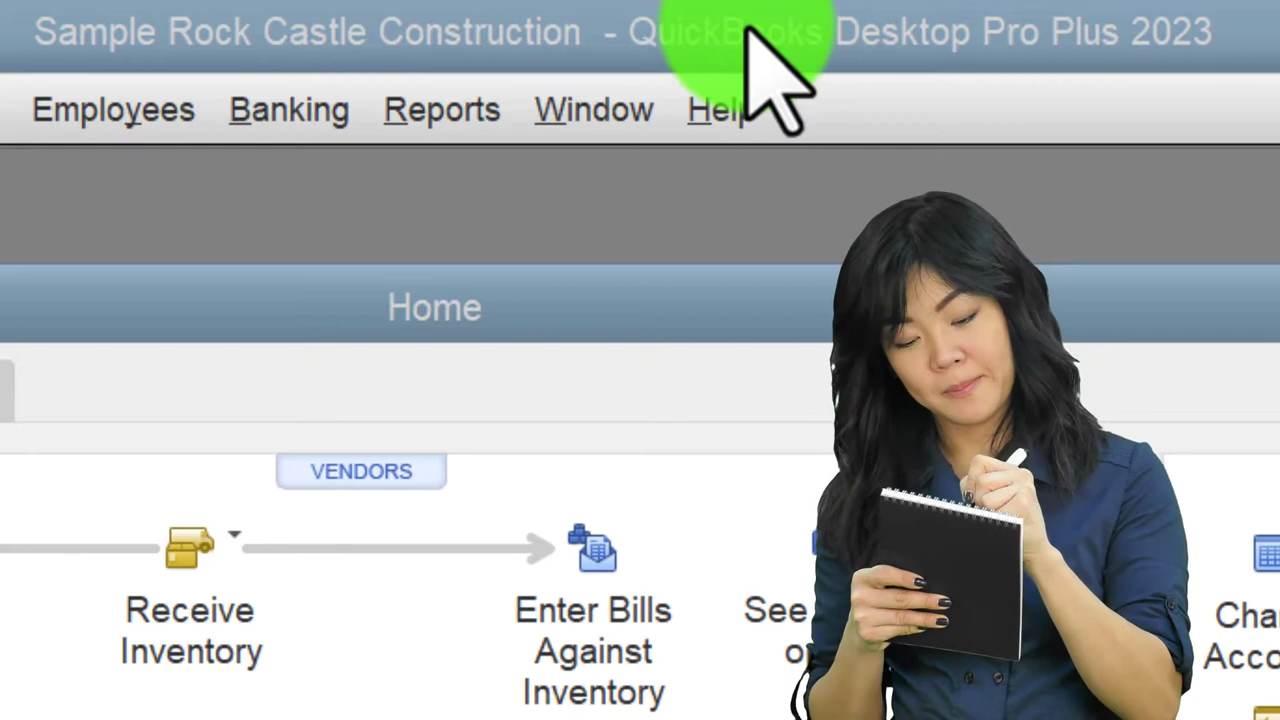 Sample Rock Castle Construction - QuickBooks Desktop Pro Plus 2023
Employees Banking Reports Window Help
Home
VENDORS
Receive
Inventory
Enter Bills
Against
Inventory
See